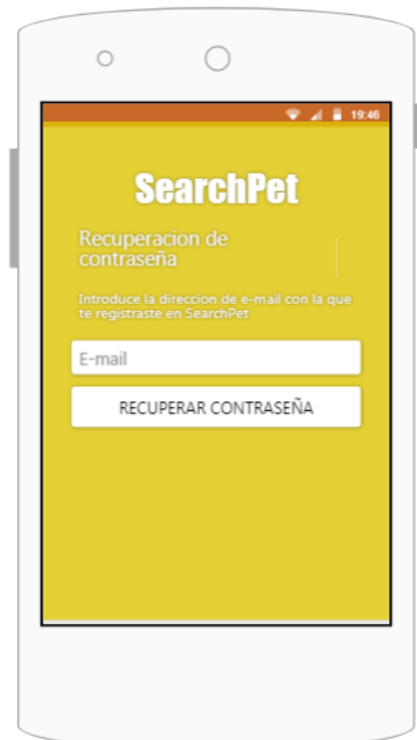 19:46
SearchPet
Recuperacion de
contraseña
Introduce la direccion de e-mail con la que
te registraste en SearchPet
E-mail
RECUPERAR CONTRASEÑA